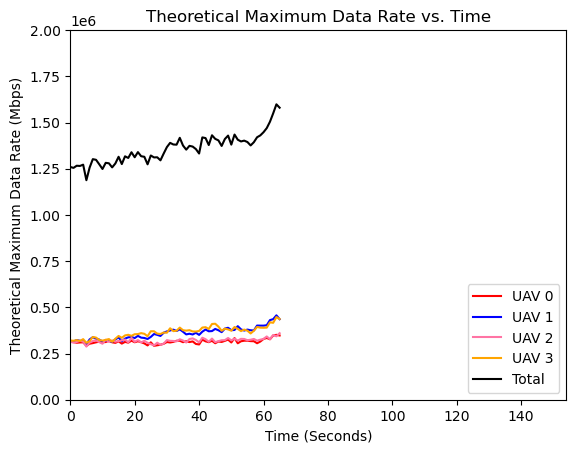 Theoretical Maximum Data Rate vs. Time
1e6
2.00
1.75
1.50
1.25
1.00
0.75
0.50
0.25
0.00
Theoretical Maximum Data Rate (Mbps)
0 20 40 60 80 100 120 140
Time (Seconds)
UAV 0
UAV 1
UAV 2
UAV 3
Total